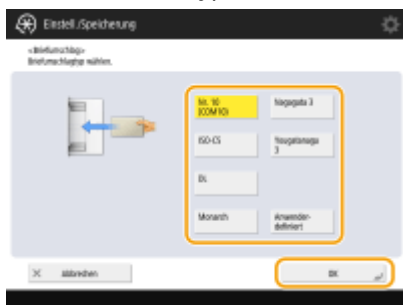 Einstell./Speicherung
<Briefumschlag>
Briefumschlagtyp wählen.
Nr. 10
(COM10)
Nagagata 3
ISO-C5
Yougatanaga
3
DL
Monarch
Anwender-
definiert
Abbrechen
OK